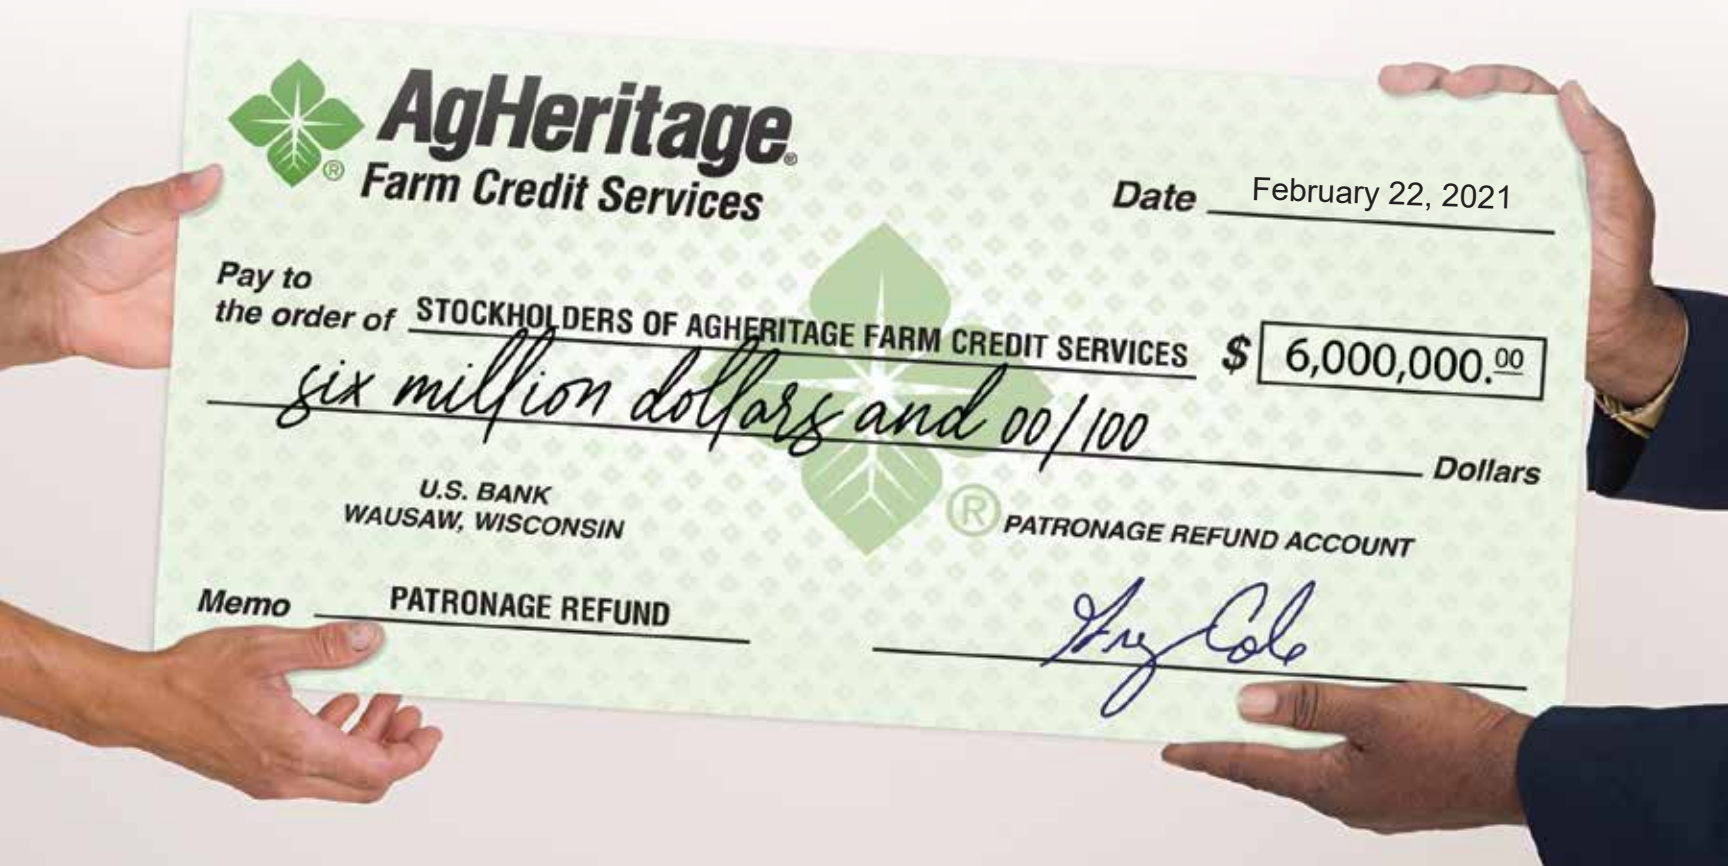 AgHeritage®
® Farm Credit Services
Date February 22, 2021
Pay to
the order of STOCKHOLDERS OF AGHERITAGE FARM CREDIT SERVICES $ 6,000,000.00
six million dollars and 00/100 Dollars
U.S. BANK
WAUSAW, WISCONSIN
® PATRONAGE REFUND ACCOUNT
Memo PATRONAGE REFUND
Greg Cole